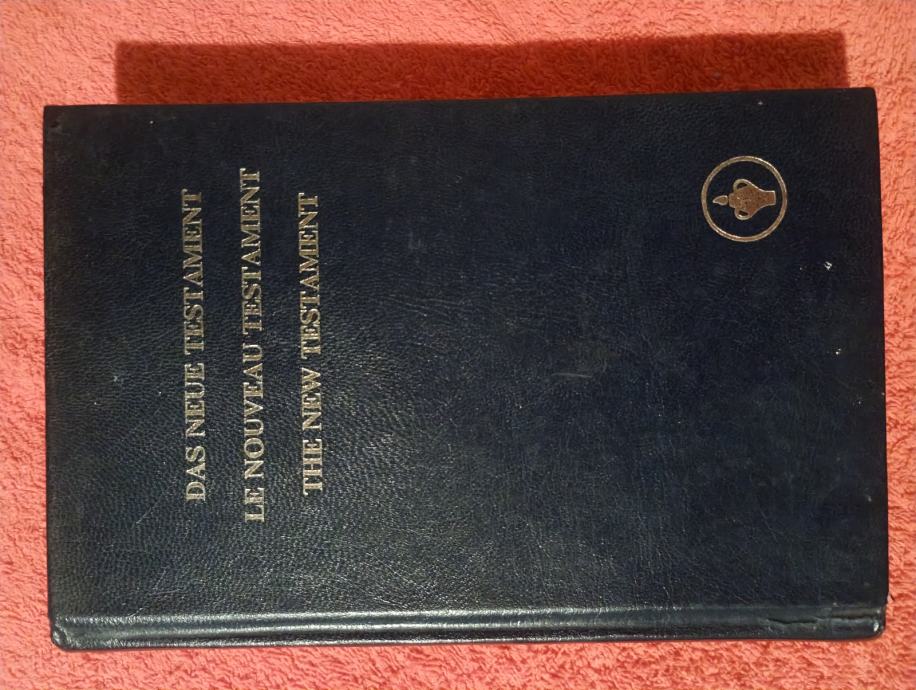 DAS NEUE TESTAMENT
LE NOUVEAU TESTAMENT
THE NEW TESTAMENT